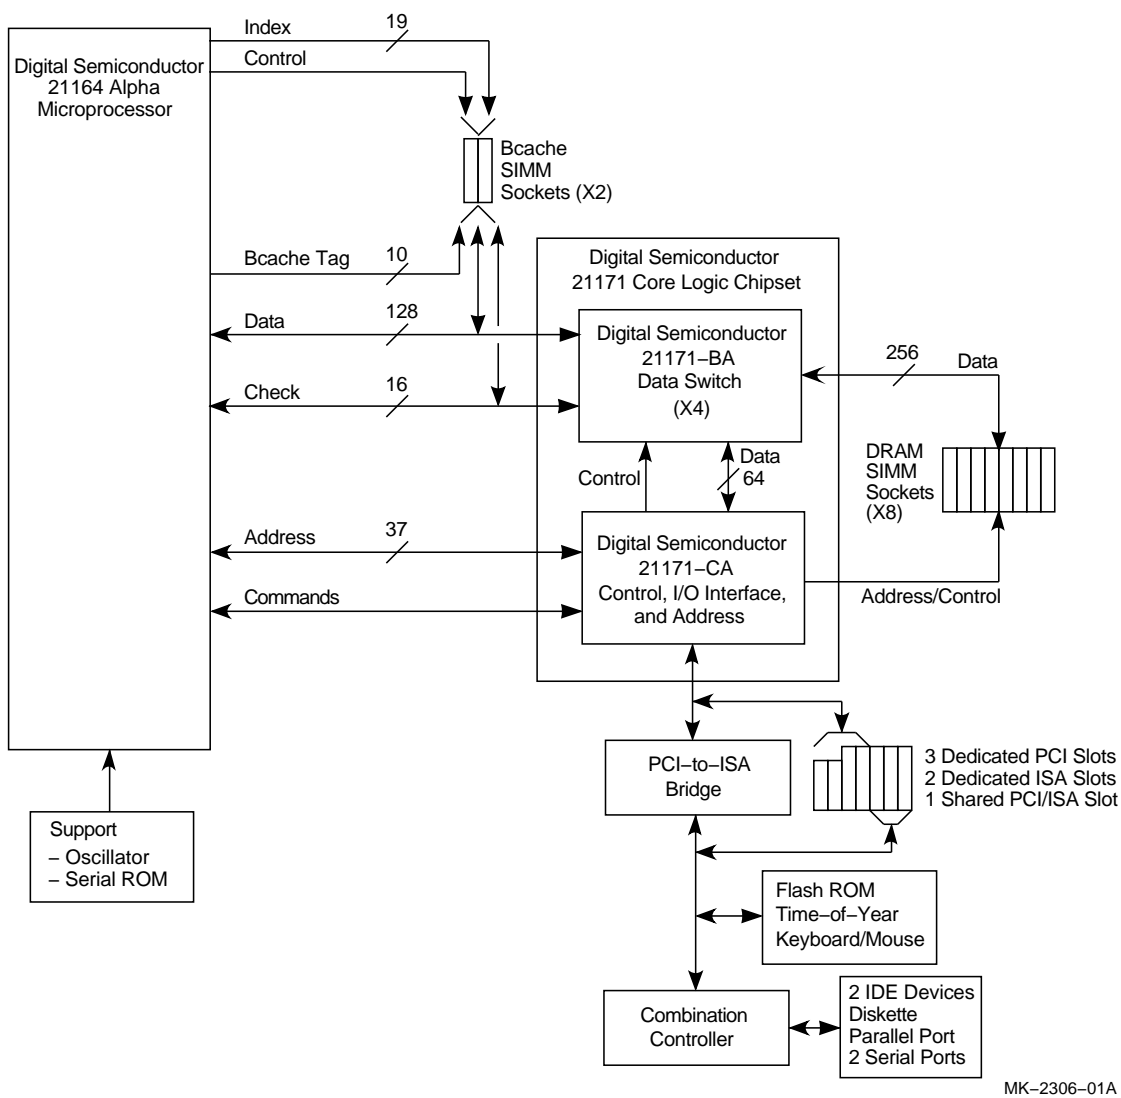 Index
19
Control
Digital Semiconductor
21164 Alpha
Microprocessor
Bcache
SIMM
Sockets (X2)
Bcache Tag
10
Digital Semiconductor
21171 Core Logic Chipset
Data
128
Digital Semiconductor
21171−BA
Data Switch
(X4)
256
Data
Check
16
Control
Data
64
DRAM
SIMM
Sockets
(X8)
Address
37
Digital Semiconductor
21171−CA
Control, I/O Interface,
and Address
Address/Control
Commands
PCI−to−ISA
Bridge
3 Dedicated PCI Slots
2 Dedicated ISA Slots
1 Shared PCI/ISA Slot
Support
− Oscillator
− Serial ROM
Flash ROM
Time−of−Year
Keyboard/Mouse
Combination
Controller
2 IDE Devices
Diskette
Parallel Port
2 Serial Ports
MK−2306−01A